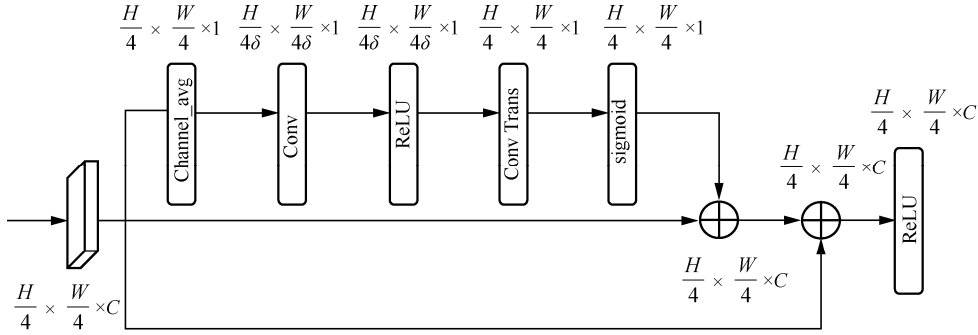 H/4 × W/4 ×1
H/4δ × W/4δ ×1
H/4δ × W/4δ ×1
H/4 × W/4 ×1
H/4 × W/4 ×1
Channel_avg
Conv
ReLU
Conv Trans
sigmoid
H/4 × W/4 ×C
H/4 × W/4 ×C
ReLU
H/4 × W/4 ×C
H/4 × W/4 ×C